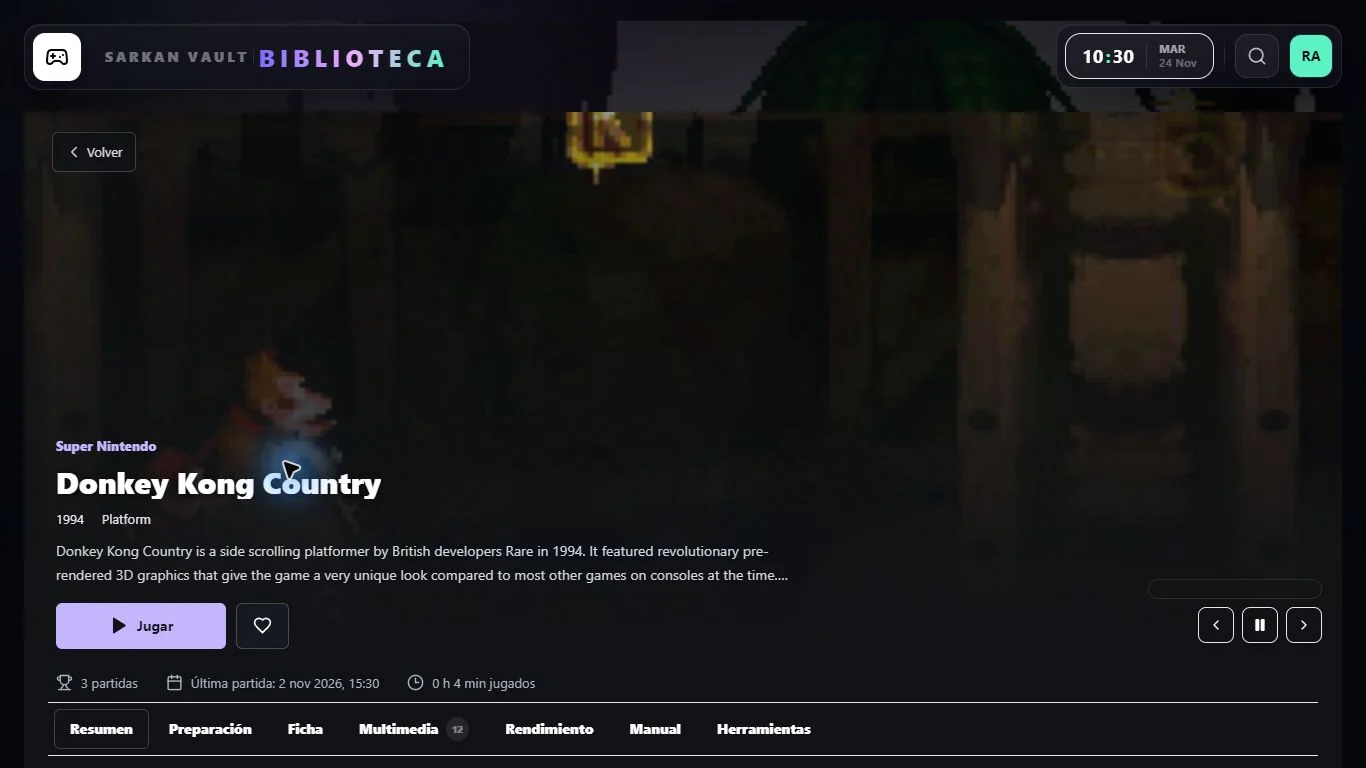 SARKAN VAULT BIBLIOTECA
10:30
MAR
24 Nov
RA
Volver
K
Super Nintendo
Donkey Kong Country
1994 Platform
Donkey Kong Country is a side scrolling platformer by British developers Rare in 1994. It featured revolutionary pre-
rendered 3D graphics that give the game a very unique look compared to most other games on consoles at the time....
Jugar
3 partidas Última partida: 2 nov 2026, 15:30 0 h 4 min jugados
Resumen Preparación Ficha Multimedia 12 Rendimiento Manual Herramientas